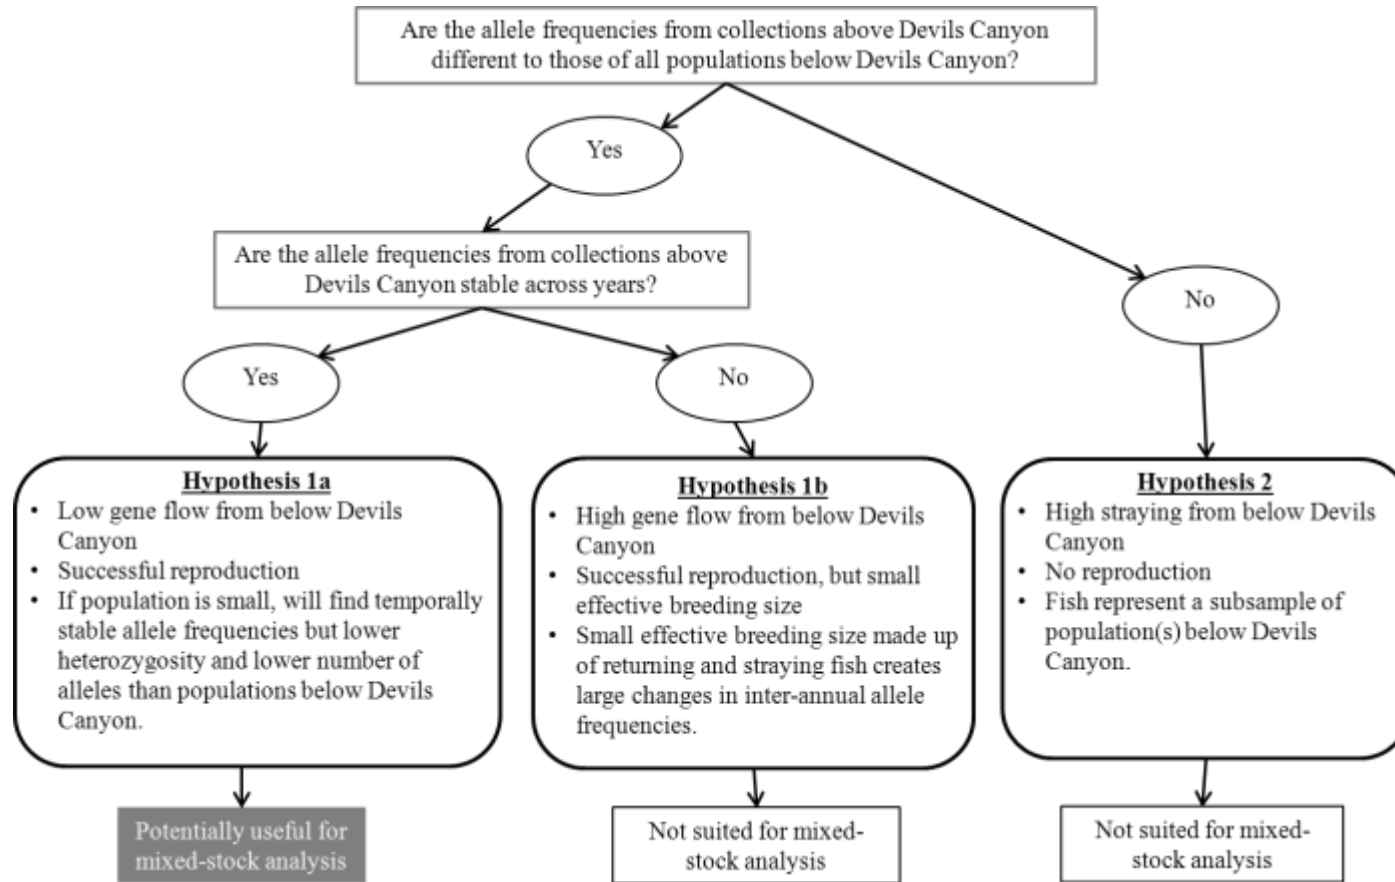 Are the allele frequencies from collections above Devils Canyon
different to those of all populations below Devils Canyon?
Yes
No
Are the allele frequencies from collections above
Devils Canyon stable across years?
Yes
No
Hypothesis 1a
• Low gene flow from below Devils
Canyon
• Successful reproduction
• If population is small, will find temporally
stable allele frequencies but lower
heterozygosity and lower number of
alleles than populations below Devils
Canyon.
Hypothesis 1b
• High gene flow from below Devils
Canyon
• Successful reproduction, but small
effective breeding size
• Small effective breeding size made up
of returning and straying fish creates
large changes in inter-annual allele
frequencies.
Hypothesis 2
• High straying from below Devils
Canyon
• No reproduction
• Fish represent a subsample of
population(s) below Devils
Canyon.
Potentially useful for
mixed-stock analysis
Not suited for mixed-
stock analysis
Not suited for mixed-
stock analysis